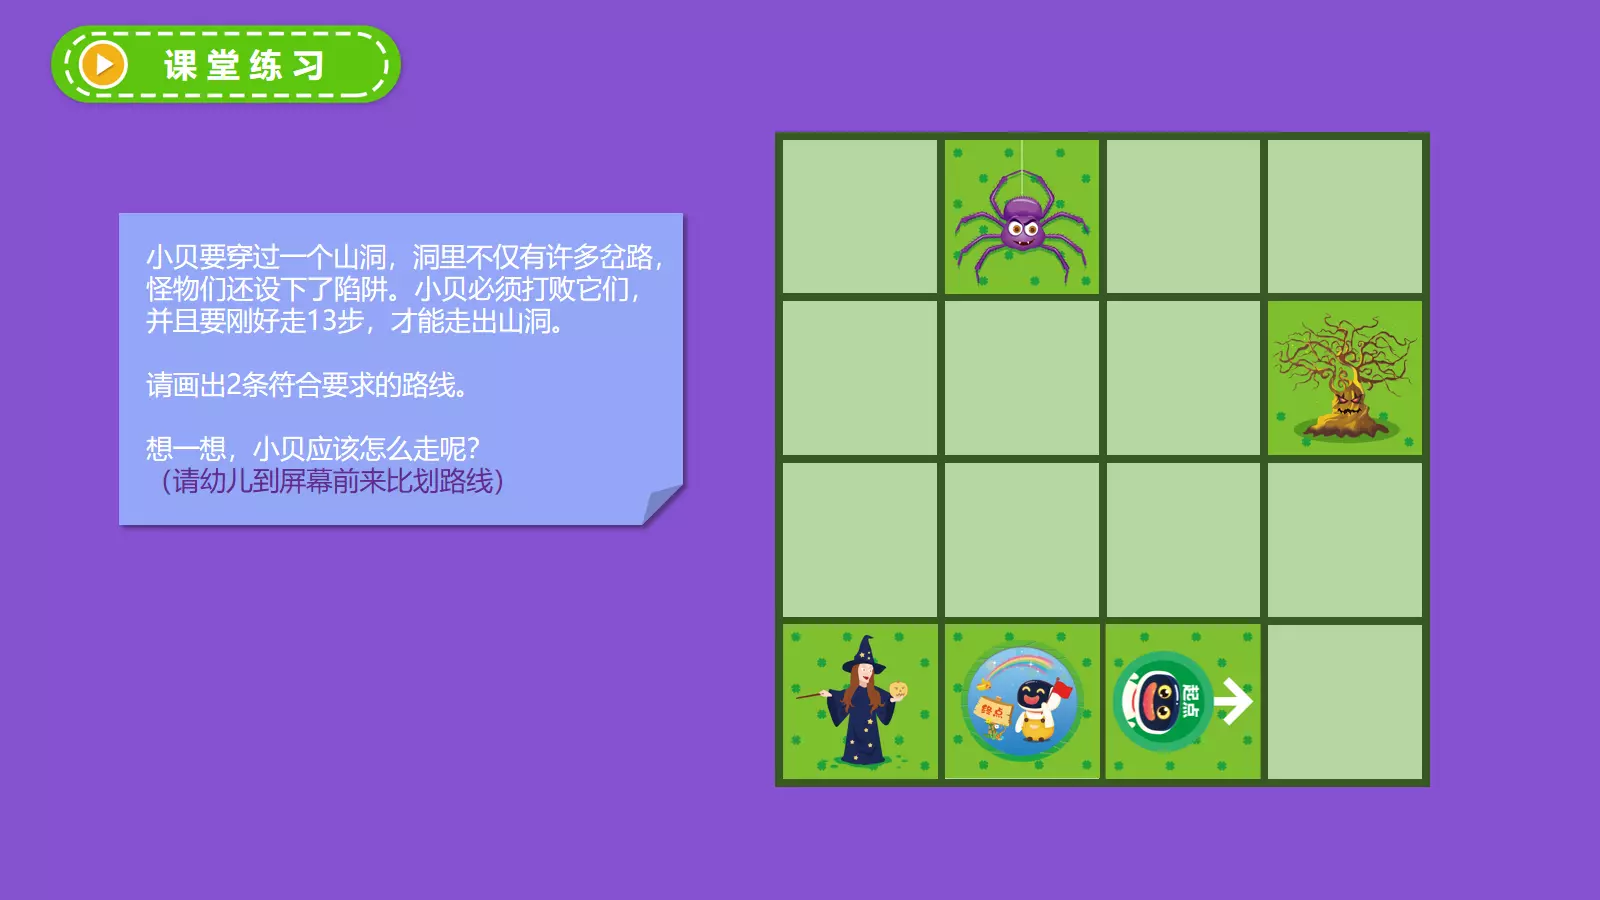 课堂练习
小贝要穿过一个山洞，洞里不仅有许多岔路，
怪物们还设下了陷阱。小贝必须打败它们，
并且要刚好走13步，才能走出山洞。
请画出2条符合要求的路线。
想一想，小贝应该怎么走呢？
（请幼儿到屏幕前来比划路线）
终点
起点